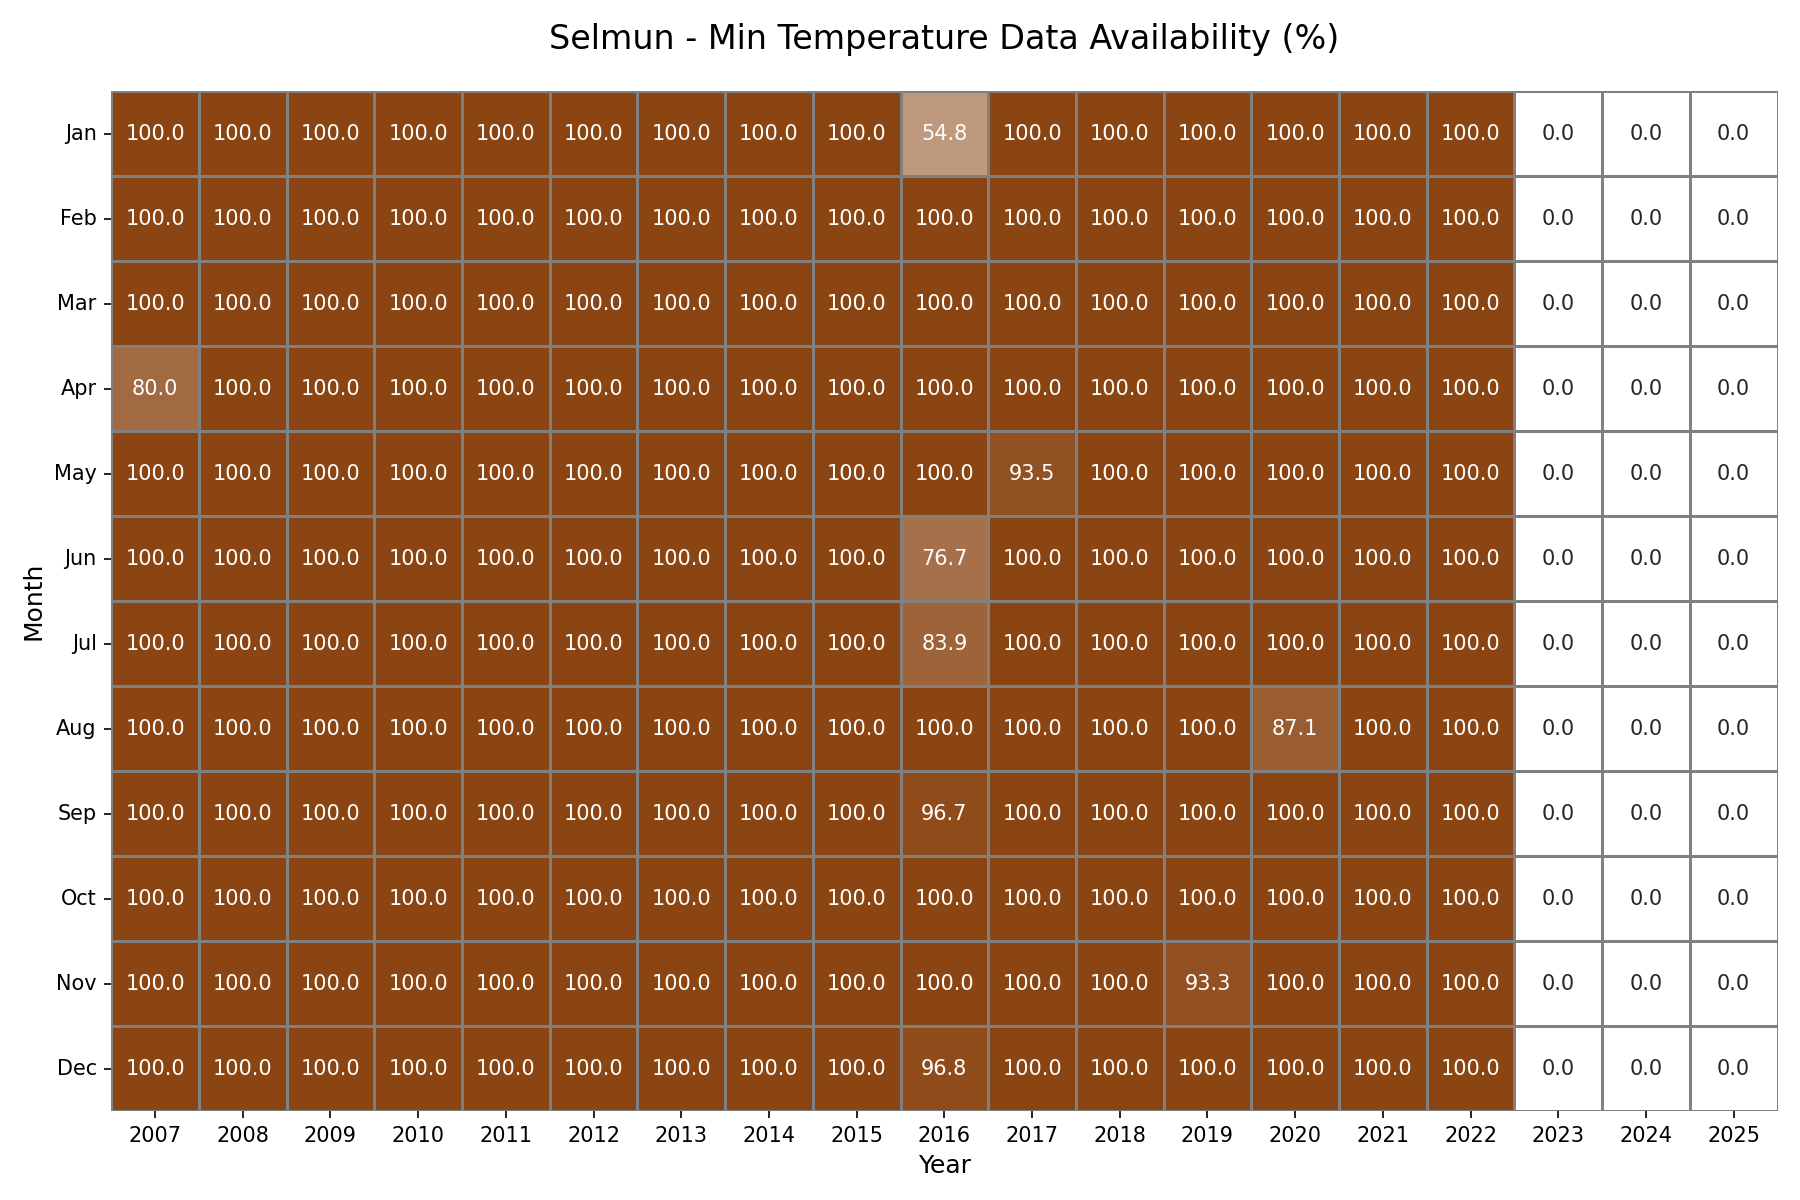 Selmun - Min Temperature Data Availability (%)
Jan 100.0 100.0 100.0 100.0 100.0 100.0 100.0 100.0 100.0 54.8 100.0 100.0 100.0 100.0 100.0 100.0 0.0 0.0 0.0
Feb 100.0 100.0 100.0 100.0 100.0 100.0 100.0 100.0 100.0 100.0 100.0 100.0 100.0 100.0 100.0 100.0 0.0 0.0 0.0
Mar 100.0 100.0 100.0 100.0 100.0 100.0 100.0 100.0 100.0 100.0 100.0 100.0 100.0 100.0 100.0 100.0 0.0 0.0 0.0
Apr 80.0 100.0 100.0 100.0 100.0 100.0 100.0 100.0 100.0 100.0 100.0 100.0 100.0 100.0 100.0 100.0 0.0 0.0 0.0
May 100.0 100.0 100.0 100.0 100.0 100.0 100.0 100.0 100.0 100.0 93.5 100.0 100.0 100.0 100.0 100.0 0.0 0.0 0.0
Jun 100.0 100.0 100.0 100.0 100.0 100.0 100.0 100.0 100.0 76.7 100.0 100.0 100.0 100.0 100.0 100.0 0.0 0.0 0.0
Jul 100.0 100.0 100.0 100.0 100.0 100.0 100.0 100.0 100.0 83.9 100.0 100.0 100.0 100.0 100.0 100.0 0.0 0.0 0.0
Aug 100.0 100.0 100.0 100.0 100.0 100.0 100.0 100.0 100.0 100.0 100.0 100.0 100.0 87.1 100.0 100.0 0.0 0.0 0.0
Sep 100.0 100.0 100.0 100.0 100.0 100.0 100.0 100.0 100.0 96.7 100.0 100.0 100.0 100.0 100.0 100.0 0.0 0.0 0.0
Oct 100.0 100.0 100.0 100.0 100.0 100.0 100.0 100.0 100.0 100.0 100.0 100.0 100.0 100.0 100.0 100.0 0.0 0.0 0.0
Nov 100.0 100.0 100.0 100.0 100.0 100.0 100.0 100.0 100.0 100.0 100.0 100.0 93.3 100.0 100.0 100.0 0.0 0.0 0.0
Dec 100.0 100.0 100.0 100.0 100.0 100.0 100.0 100.0 100.0 96.8 100.0 100.0 100.0 100.0 100.0 100.0 0.0 0.0 0.0
Month
2007 2008 2009 2010 2011 2012 2013 2014 2015 2016 2017 2018 2019 2020 2021 2022 2023 2024 2025
Year